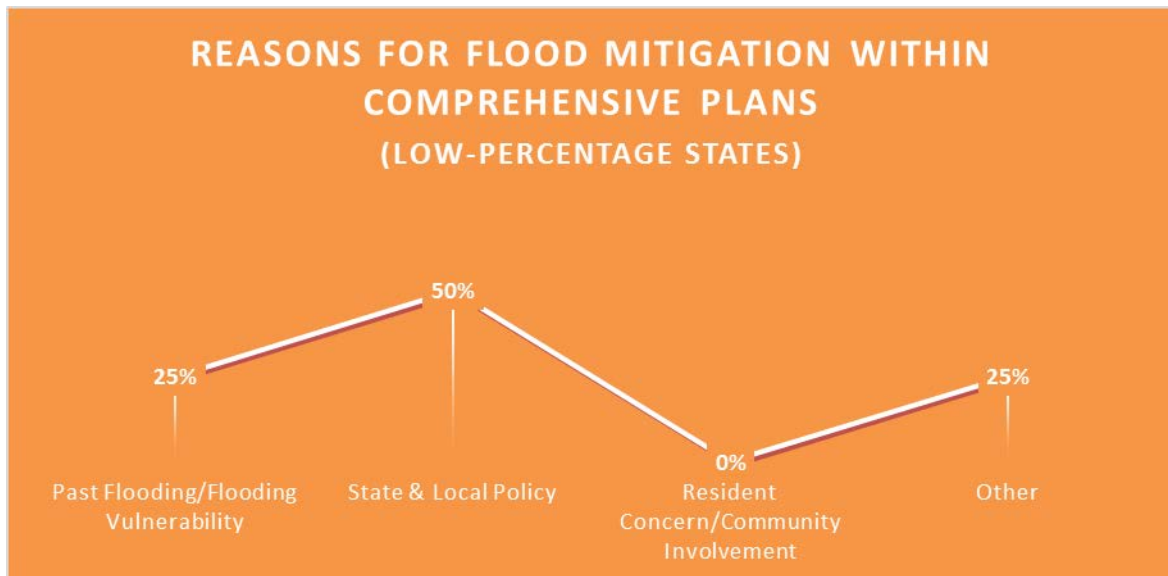 REASONS FOR FLOOD MITIGATION WITHIN
COMPREHENSIVE PLANS
(LOW-PERCENTAGE STATES)
50%
25%
25%
0%
Past Flooding/Flooding
Vulnerability
State & Local Policy
Resident
Concern/Community
Involvement
Other